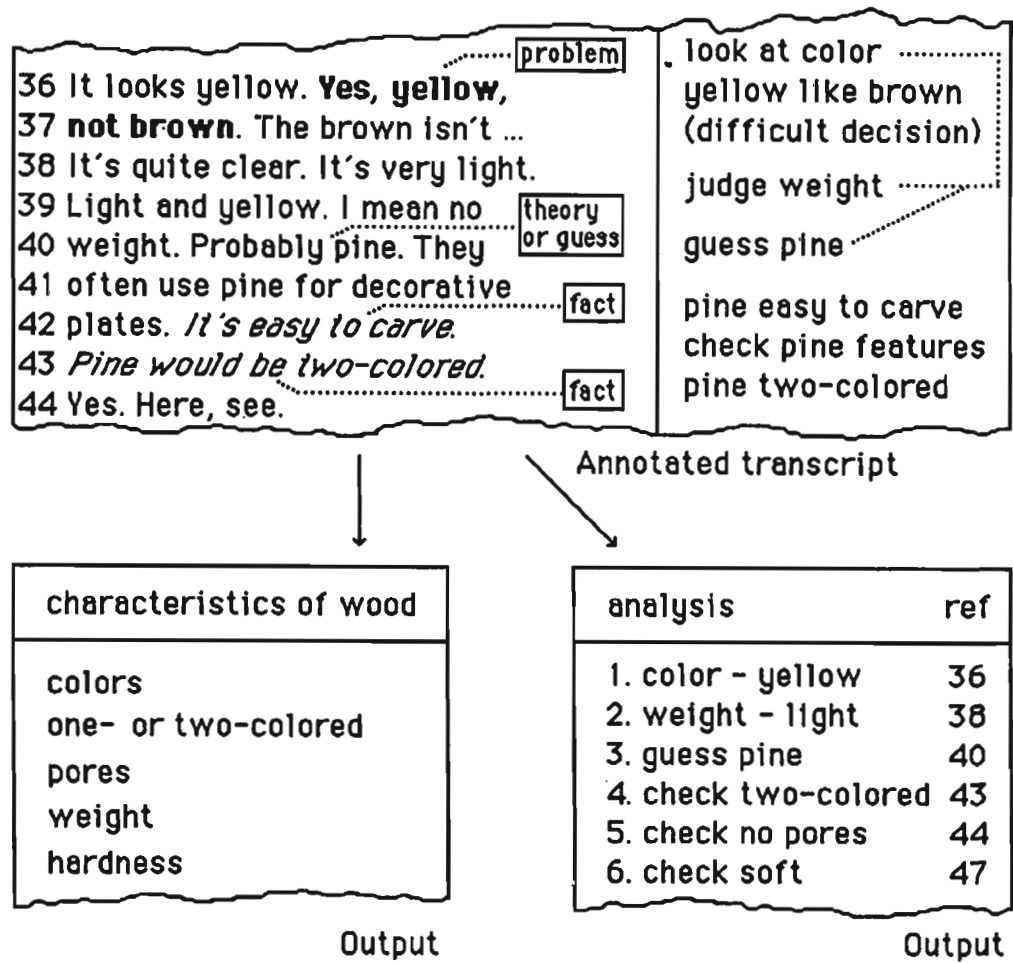 problem
36 It looks yellow. Yes, yellow,
37 not brown. The brown isn't ...
38 It's quite clear. It's very light.
39 Light and yellow. I mean no
40 weight. Probably pine. They
theory
or guess
41 often use pine for decorative
42 plates. It's easy to carve.
fact
43 Pine would be two-colored.
44 Yes. Here, see.
fact
look at color
yellow like brown
(difficult decision)
judge weight
guess pine
pine easy to carve
check pine features
pine two-colored
Annotated transcript
characteristics of wood
colors
one- or two-colored
pores
weight
hardness
Output
analysis ref
1. color - yellow 36
2. weight - light 38
3. guess pine 40
4. check two-colored 43
5. check no pores 44
6. check soft 47
Output